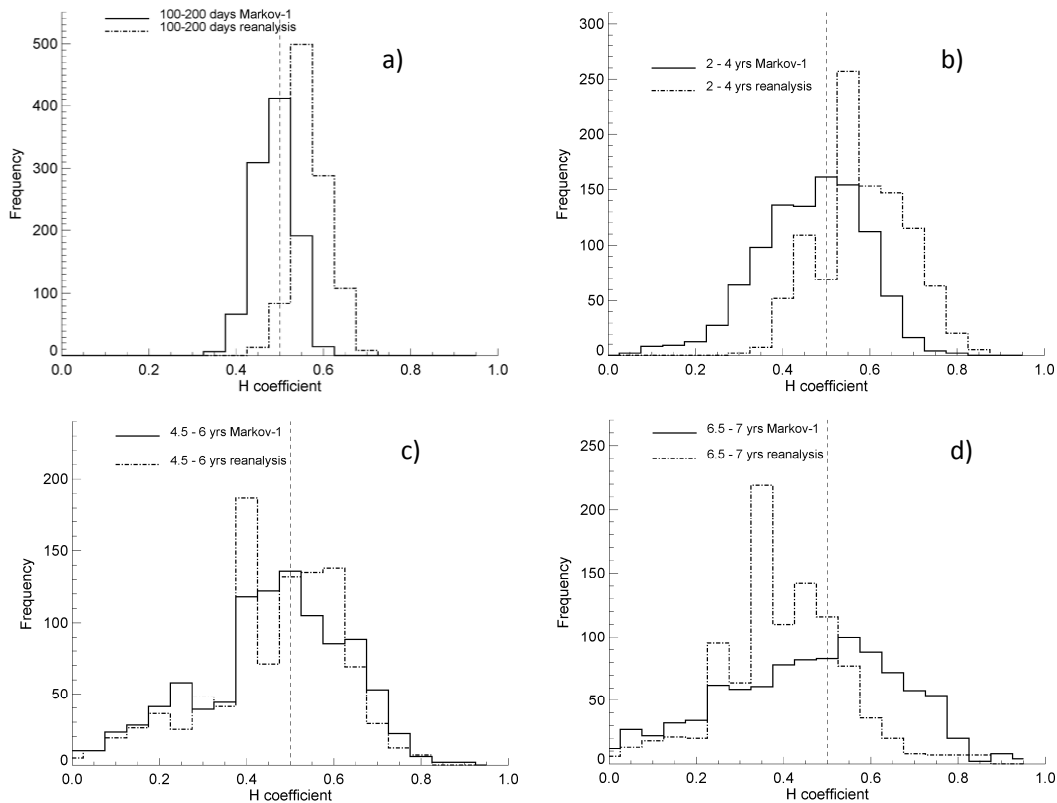 100-200 days Markov-1
100-200 days reanalysis
a)
500
400
300
200
100
0
Frequency
0.0 0.2 0.4 0.6 0.8 1.0
H coefficient
2 - 4 yrs Markov-1
2 - 4 yrs reanalysis
b)
300
250
200
150
100
50
0
Frequency
0.0 0.2 0.4 0.6 0.8 1.0
H coefficient
4.5 - 6 yrs Markov-1
4.5 - 6 yrs reanalysis
c)
200
150
100
50
0
Frequency
0.0 0.2 0.4 0.6 0.8 1.0
H coefficient
6.5 - 7 yrs Markov-1
6.5 - 7 yrs reanalysis
d)
250
200
150
100
50
0
Frequency
0.0 0.2 0.4 0.6 0.8 1.0
H coefficient